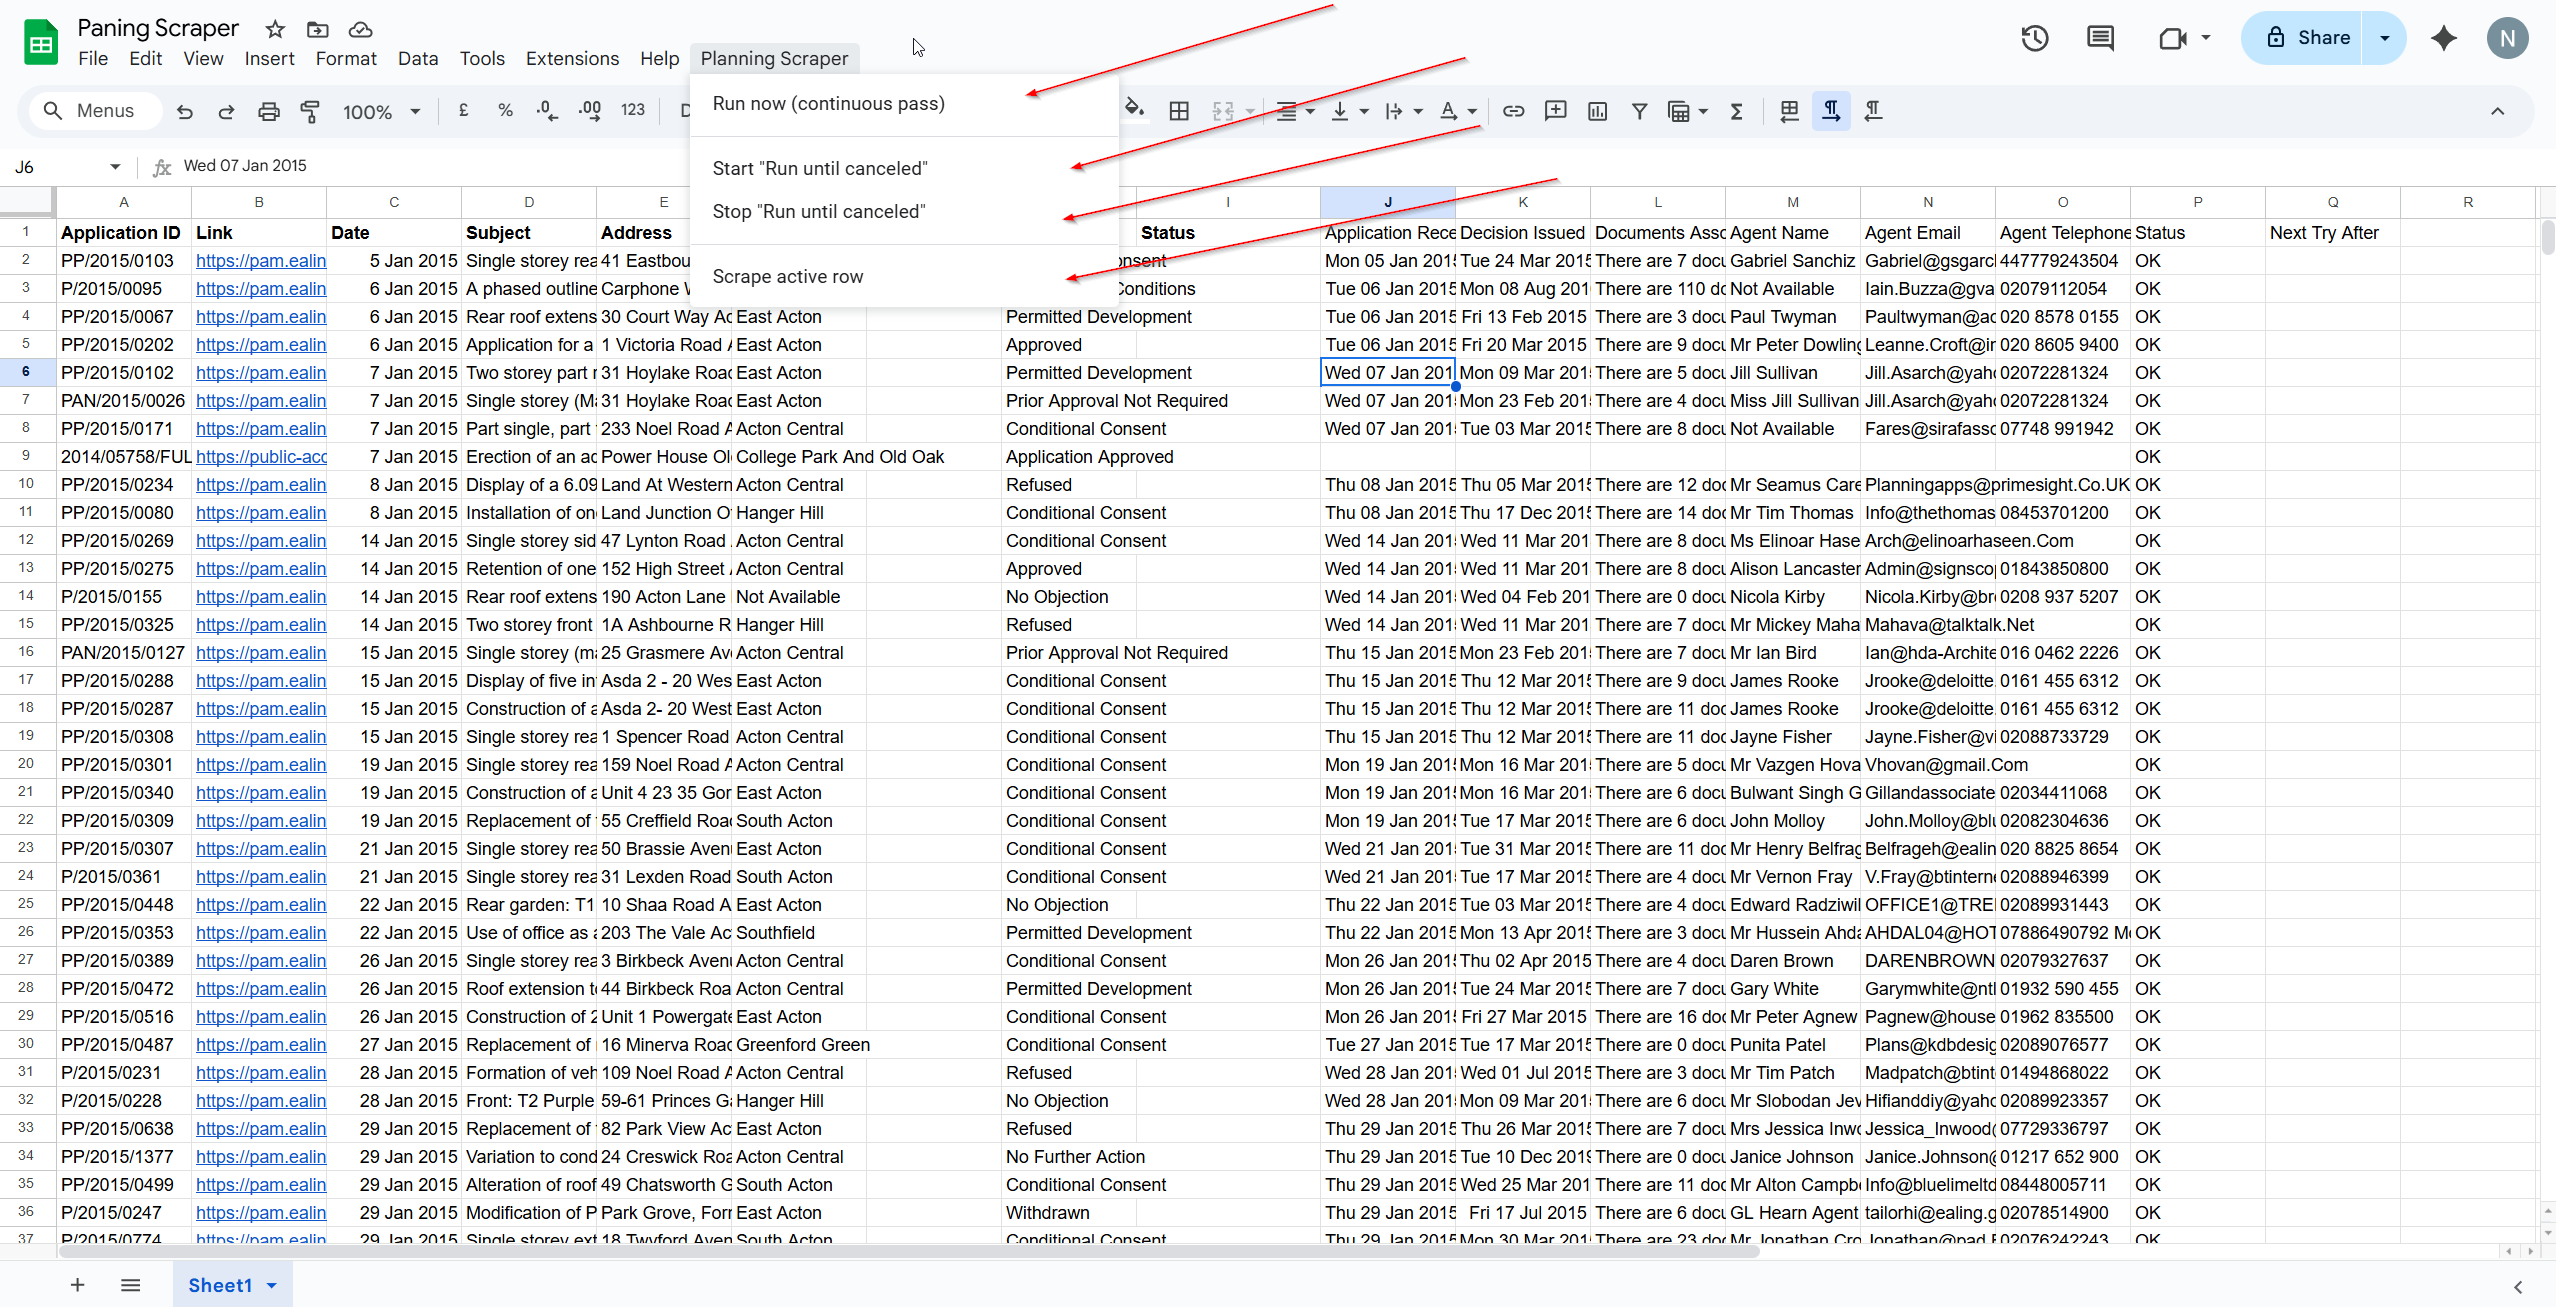 Paning Scraper
File Edit View Insert Format Data Tools Extensions Help Planning Scraper
Share
N
Menus 100% £ % .0 .00 123
Run now (continuous pass)
Start "Run until canceled"
Stop "Run until canceled"
Scrape active row
J6 fx Wed 07 Jan 2015
A B C D E I J K L M N O P Q R
1 Application ID Link Date Subject Address Status Application Rece Decision Issued Documents Asso Agent Name Agent Email Agent Telephone Status Next Try After
2 PP/2015/0103 https://pam.ealin 5 Jan 2015 Single storey rea 41 Eastbou onsent Mon 05 Jan 2015 Tue 24 Mar 2015 There are 7 docu Gabriel Sanchiz Gabriel@gsgarcl 447779243504 OK
3 P/2015/0095 https://pam.ealin 6 Jan 2015 A phased outline Carphone Conditions Tue 06 Jan 2015 Mon 08 Aug 201 There are 110 do Not Available Iain.Buzza@gva 02079112054 OK
4 PP/2015/0067 https://pam.ealin 6 Jan 2015 Rear roof extens 30 Court Way Ac East Acton Permitted Development Tue 06 Jan 2015 Fri 13 Feb 2015 There are 3 docu Paul Twyman Paultwyman@ac 020 8578 0155 OK
5 PP/2015/0202 https://pam.ealin 6 Jan 2015 Application for a 1 Victoria Road East Acton Approved Tue 06 Jan 2015 Fri 20 Mar 2015 There are 9 docu Mr Peter Dowling Leanne.Croft@in 020 8605 9400 OK
6 PP/2015/0102 https://pam.ealin 7 Jan 2015 Two storey part 31 Hoylake Road East Acton Permitted Development Wed 07 Jan 201 Mon 09 Mar 201 There are 5 docu Jill Sullivan Jill.Asarch@yah 02072281324 OK
7 PAN/2015/0026 https://pam.ealin 7 Jan 2015 Single storey (Ma 31 Hoylake Road East Acton Prior Approval Not Required Wed 07 Jan 201 Mon 23 Feb 201 There are 4 docu Miss Jill Sullivan Jill.Asarch@yah 02072281324 OK
8 PP/2015/0171 https://pam.ealin 7 Jan 2015 Part single, part 233 Noel Road A Acton Central Conditional Consent Wed 07 Jan 201 Tue 03 Mar 2015 There are 8 docu Not Available Fares@sirafasso 07748 991942 OK
9 2014/05758/FUL https://public-acc 7 Jan 2015 Erection of an ac Power House Ol College Park And Old Oak Application Approved OK
10 PP/2015/0234 https://pam.ealin 8 Jan 2015 Display of a 6.09 Land At Western Acton Central Refused Thu 08 Jan 2015 Thu 05 Mar 2015 There are 12 doc Mr Seamus Care Planningapps@primesight.Co.UK OK
11 PP/2015/0080 https://pam.ealin 8 Jan 2015 Installation of on Land Junction O Hanger Hill Conditional Consent Thu 08 Jan 2015 Thu 17 Dec 2015 There are 14 doc Mr Tim Thomas Info@thethomas 08453701200 OK
12 PP/2015/0269 https://pam.ealin 14 Jan 2015 Single storey sid 47 Lynton Road Acton Central Conditional Consent Wed 14 Jan 201 Wed 11 Mar 201 There are 8 docu Ms Elinoar Hase Arch@elinoarhaseen.Com OK
13 PP/2015/0275 https://pam.ealin 14 Jan 2015 Retention of one 152 High Street Acton Central Approved Wed 14 Jan 201 Wed 11 Mar 201 There are 8 docu Alison Lancaster Admin@signsco 01843850800 OK
14 P/2015/0155 https://pam.ealin 14 Jan 2015 Rear roof extens 190 Acton Lane Not Available No Objection Wed 14 Jan 201 Wed 04 Feb 201 There are 0 docu Nicola Kirby Nicola.Kirby@br 0208 937 5207 OK
15 PP/2015/0325 https://pam.ealin 14 Jan 2015 Two storey front 1A Ashbourne R Hanger Hill Refused Wed 14 Jan 201 Wed 11 Mar 201 There are 7 docu Mr Mickey Maha Mahava@talktalk.Net OK
16 PAN/2015/0127 https://pam.ealin 15 Jan 2015 Single storey (ma 25 Grasmere Av Acton Central Prior Approval Not Required Thu 15 Jan 2015 Mon 23 Feb 201 There are 7 docu Mr Ian Bird Ian@hda-Archite 016 0462 2226 OK
17 PP/2015/0288 https://pam.ealin 15 Jan 2015 Display of five in Asda 2 - 20 Wes East Acton Conditional Consent Thu 15 Jan 2015 Thu 12 Mar 2015 There are 9 docu James Rooke Jrooke@deloitte. 0161 455 6312 OK
18 PP/2015/0287 https://pam.ealin 15 Jan 2015 Construction of a Asda 2- 20 West East Acton Conditional Consent Thu 15 Jan 2015 Thu 12 Mar 2015 There are 11 doc James Rooke Jrooke@deloitte. 0161 455 6312 OK
19 PP/2015/0308 https://pam.ealin 15 Jan 2015 Single storey rea 1 Spencer Road Acton Central Conditional Consent Thu 15 Jan 2015 Thu 12 Mar 2015 There are 11 doc Jayne Fisher Jayne.Fisher@vi 02088733729 OK
20 PP/2015/0301 https://pam.ealin 19 Jan 2015 Single storey rea 159 Noel Road A Acton Central Conditional Consent Mon 19 Jan 201 Mon 16 Mar 201 There are 5 docu Mr Vazgen Hova Vhovan@gmail.Com OK
21 PP/2015/0340 https://pam.ealin 19 Jan 2015 Construction of a Unit 4 23 35 Gor East Acton Conditional Consent Mon 19 Jan 201 Mon 16 Mar 201 There are 6 docu Bulwant Singh G Gillandassociate 02034411068 OK
22 PP/2015/0309 https://pam.ealin 19 Jan 2015 Replacement of 55 Creffield Road South Acton Conditional Consent Mon 19 Jan 201 Tue 17 Mar 2015 There are 6 docu John Molloy John.Molloy@bl 02082304636 OK
23 PP/2015/0307 https://pam.ealin 21 Jan 2015 Single storey rea 50 Brassie Aven East Acton Conditional Consent Wed 21 Jan 201 Tue 31 Mar 2015 There are 11 doc Mr Henry Belfrag Belfrageh@ealin 020 8825 8654 OK
24 P/2015/0361 https://pam.ealin 21 Jan 2015 Single storey rea 31 Lexden Road South Acton Conditional Consent Wed 21 Jan 201 Tue 17 Mar 2015 There are 4 docu Mr Vernon Fray V.Fray@btintern 02088946399 OK
25 PP/2015/0448 https://pam.ealin 22 Jan 2015 Rear garden: T1 10 Shaa Road A East Acton No Objection Thu 22 Jan 2015 Tue 03 Mar 2015 There are 4 docu Edward Radziwil OFFICE1@TRE 02089931443 OK
26 PP/2015/0353 https://pam.ealin 22 Jan 2015 Use of office as a 203 The Vale Ac Southfield Permitted Development Thu 22 Jan 2015 Mon 13 Apr 2015 There are 3 docu Mr Hussein Ahda AHDAL04@HOT 07886490792 M OK
27 PP/2015/0389 https://pam.ealin 26 Jan 2015 Single storey rea 3 Birkbeck Aven Acton Central Conditional Consent Mon 26 Jan 201 Thu 02 Apr 2015 There are 4 docu Daren Brown DARENBROWN 02079327637 OK
28 PP/2015/0472 https://pam.ealin 26 Jan 2015 Roof extension t 44 Birkbeck Roa Acton Central Permitted Development Mon 26 Jan 201 Tue 24 Mar 2015 There are 7 docu Gary White Garymwhite@ntl 01932 590 455 OK
29 PP/2015/0516 https://pam.ealin 26 Jan 2015 Construction of 2 Unit 1 Powergate East Acton Conditional Consent Mon 26 Jan 201 Fri 27 Mar 2015 There are 16 doc Mr Peter Agnew Pagnew@house 01962 835500 OK
30 PP/2015/0487 https://pam.ealin 27 Jan 2015 Replacement of 16 Minerva Road Greenford Green Conditional Consent Tue 27 Jan 2015 Tue 17 Mar 2015 There are 0 docu Punita Patel Plans@kdbdesig 02089076577 OK
31 P/2015/0231 https://pam.ealin 28 Jan 2015 Formation of veh 109 Noel Road A Acton Central Refused Wed 28 Jan 201 Wed 01 Jul 2015 There are 3 docu Mr Tim Patch Madpatch@btint 01494868022 OK
32 P/2015/0228 https://pam.ealin 28 Jan 2015 Front: T2 Purple 59-61 Princes Ga Hanger Hill No Objection Wed 28 Jan 201 Mon 09 Mar 201 There are 6 docu Mr Slobodan Jev Hifianddiy@yaho 02089923357 OK
33 PP/2015/0638 https://pam.ealin 29 Jan 2015 Replacement of 82 Park View Ac East Acton Refused Thu 29 Jan 2015 Thu 26 Mar 2015 There are 7 docu Mrs Jessica Inwo Jessica_Inwood 07729336797 OK
34 PP/2015/1377 https://pam.ealin 29 Jan 2015 Variation to cond 24 Creswick Roa Acton Central No Further Action Thu 29 Jan 2015 Tue 10 Dec 2019 There are 0 docu Janice Johnson Janice.Johnson@ 01217 652 900 OK
35 PP/2015/0499 https://pam.ealin 29 Jan 2015 Alteration of roof 49 Chatsworth G South Acton Conditional Consent Thu 29 Jan 2015 Wed 25 Mar 201 There are 11 doc Mr Alton Campb Info@bluelimeltd 08448005711 OK
36 P/2015/0247 https://pam.ealin 29 Jan 2015 Modification of P Park Grove, Forr East Acton Withdrawn Thu 29 Jan 2015 Fri 17 Jul 2015 There are 6 docu GL Hearn Agent tailorhi@ealing.g 02078514900 OK
37 P/2015/0774 https://pam.ealin 29 Jan 2015 Single storey ext 18 Twyford Aven South Acton Conditional Consent Thu 29 Jan 2015 Mon 30 Mar 201 There are 23 doc Mr Jonathan Cro Jonathan@pad. 02076242243 OK
Sheet1